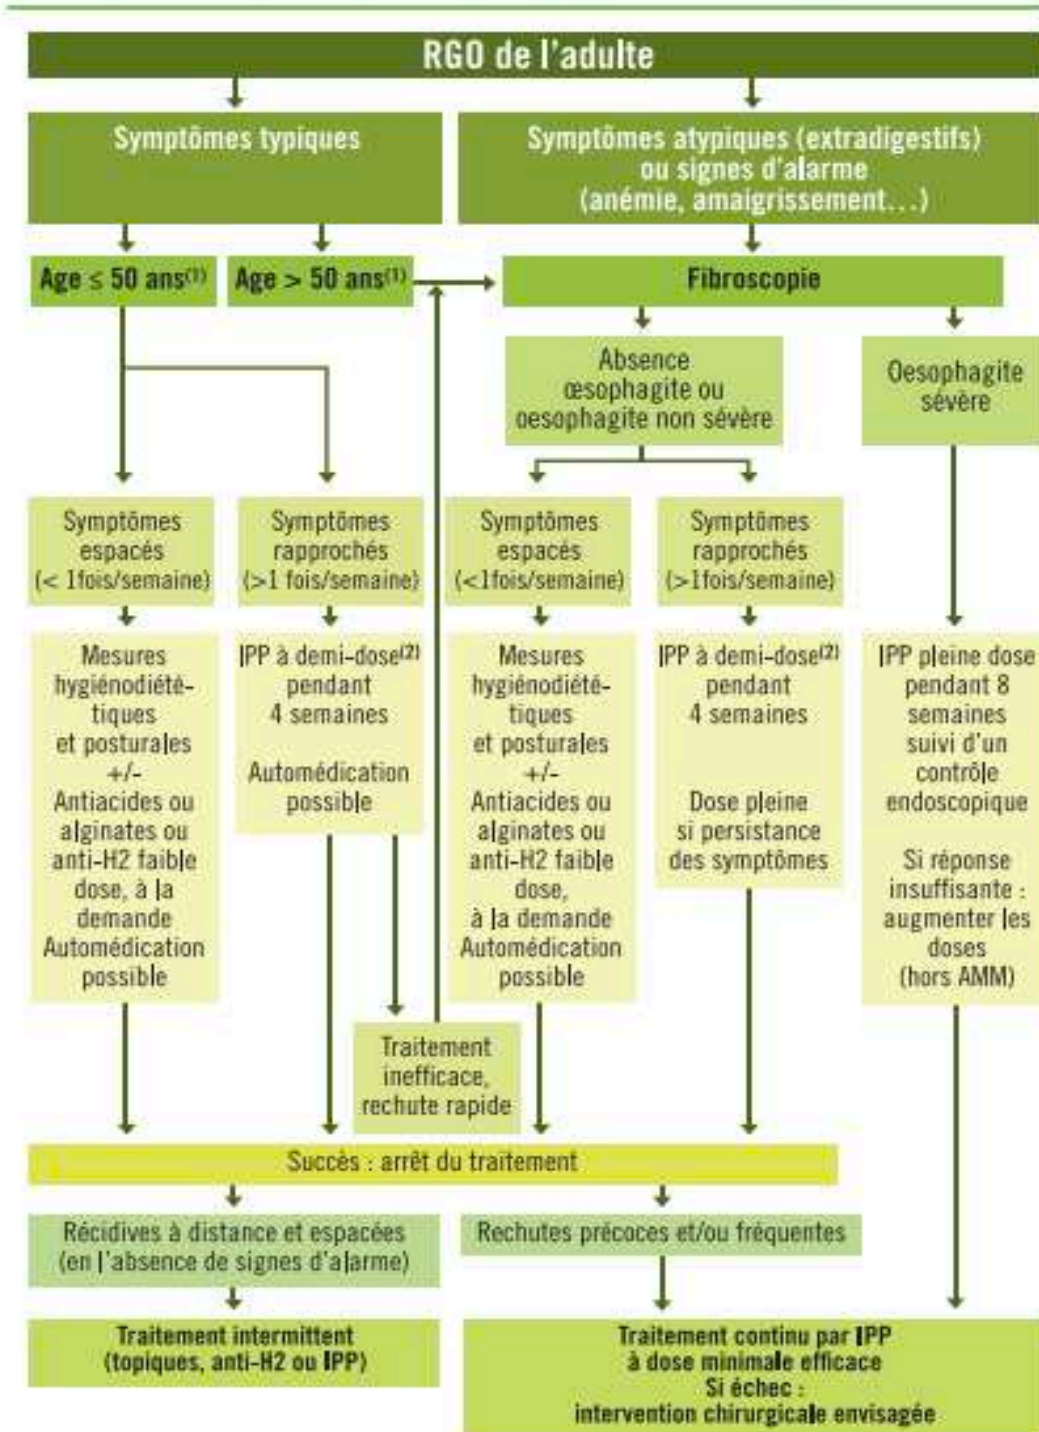 RGO de l'adulte
Symptômes typiques
Symptômes atypiques (extradigestifs)
ou signes d'alarme
(anémie, amaigrissement…)
Age ≤ 50 ans(1)
Age > 50 ans(1)
Fibroscopie
Absence
œsophagite ou
oesophagite non sévère
Oesophagite
sévère
Symptômes
espacés
(< 1fois/semaine)
Symptômes
rapprochés
(>1 fois/semaine)
Symptômes
espacés
(<1fois/semaine)
Symptômes
rapprochés
(>1fois/semaine)
Mesures
hygiénodiété-
tiques
et posturales
+/-
Antiacides ou
alginates ou
anti-H2 faible
dose, à la
demande
Automédication
possible
IPP à demi-dose(2)
pendant
4 semaines
Automédication
possible
Mesures
hygiénodiété-
tiques
et posturales
+/-
Antiacides ou
alginates ou
anti-H2 faible
dose,
à la demande
Automédication
possible
IPP à demi-dose(2)
pendant
4 semaines
Dose pleine
si persistance
des symptômes
IPP pleine dose
pendant 8
semaines
suivi d'un
contrôle
endoscopique
Si réponse
insuffisante :
augmenter les
doses
(hors AMM)
Traitement
inefficace,
rechute rapide
Succès : arrêt du traitement
Récidives à distance et espacées
(en l'absence de signes d'alarme)
Rechutes précoces et/ou fréquentes
Traitement intermittent
(topiques, anti-H2 ou IPP)
Traitement continu par IPP
à dose minimale efficace
Si échec :
intervention chirurgicale envisagée